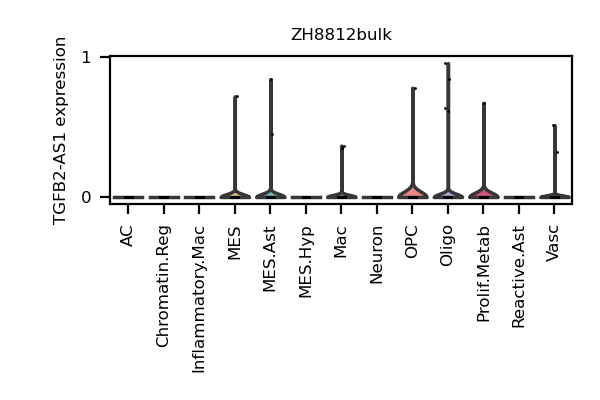 ZH8812bulk
TGFB2-AS1 expression
1
0
AC
Chromatin.Reg
Inflammatory.Mac
MES
MES.Ast
MES.Hyp
Mac
Neuron
OPC
Oligo
Prolif.Metab
Reactive.Ast
Vasc